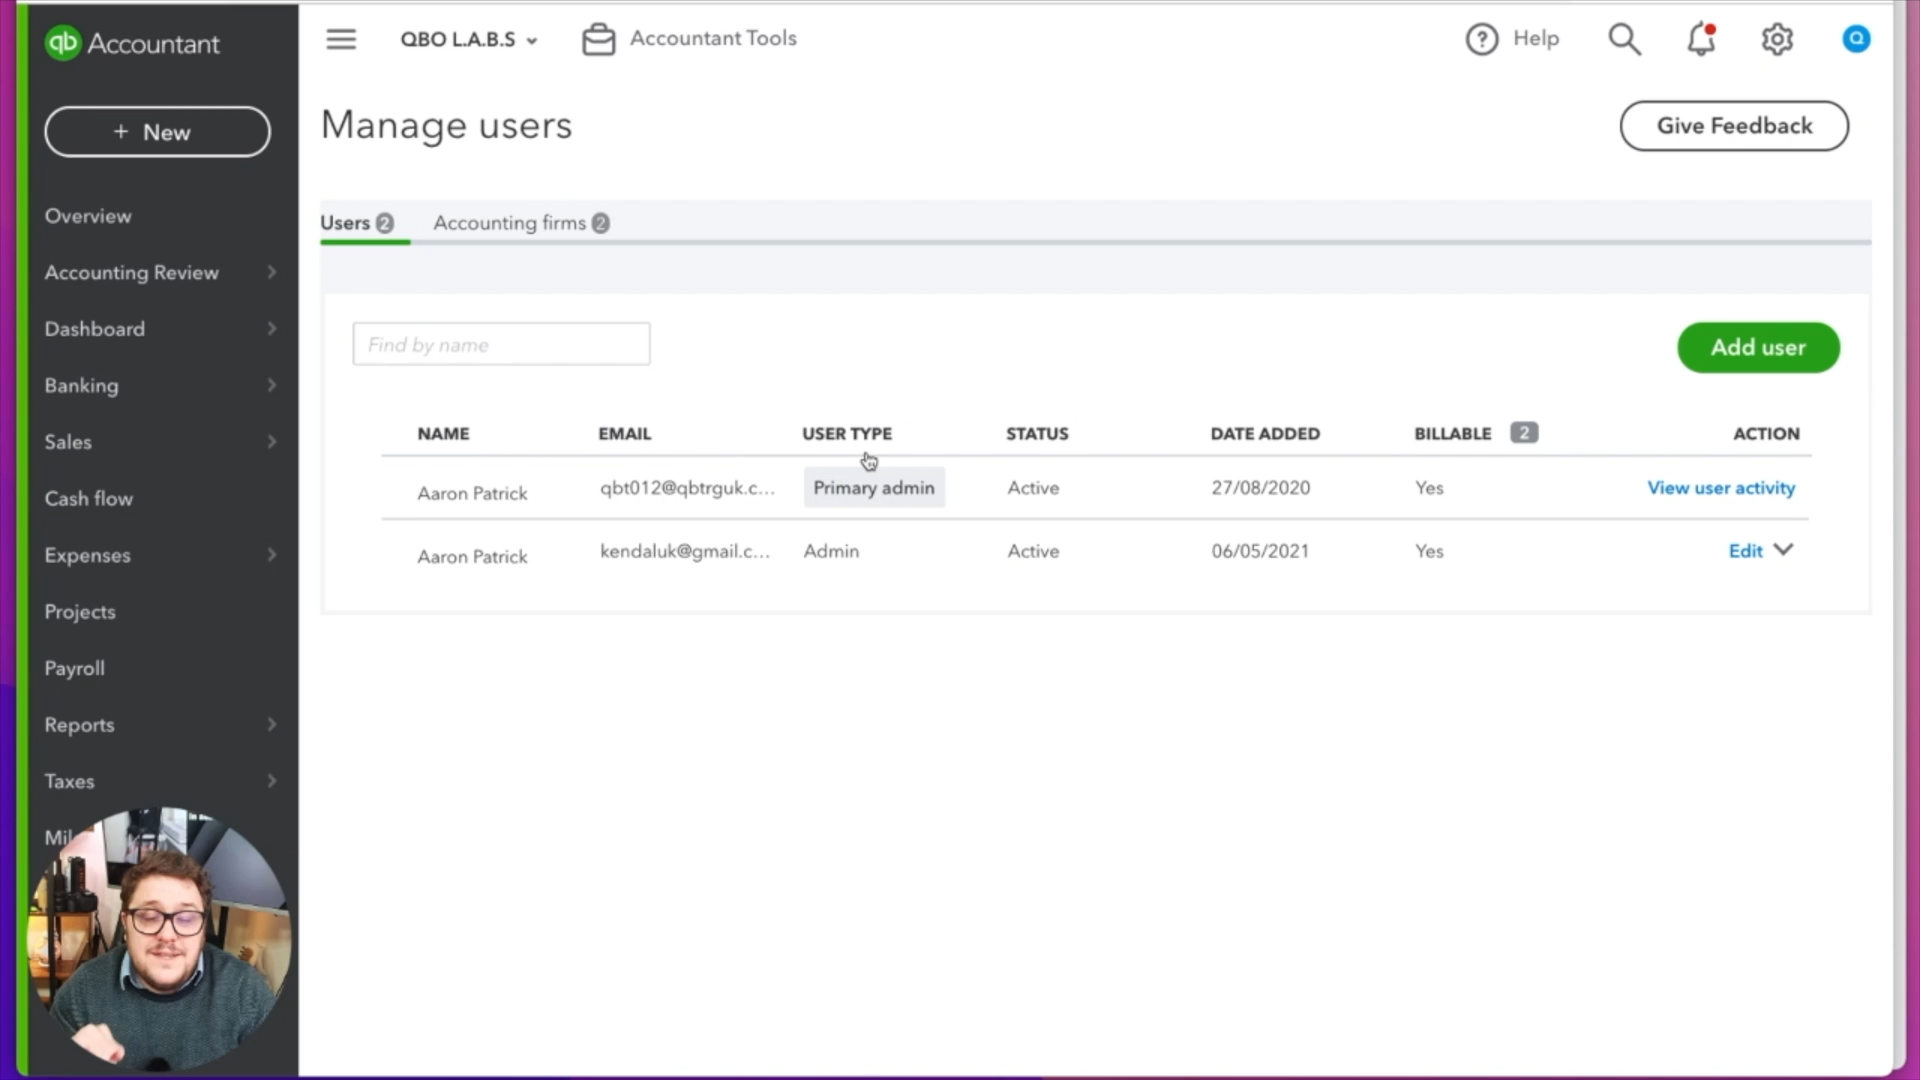 qb Accountant
QBO L.A.B.S
Accountant Tools
Help
Q
+ New
Manage users
Give Feedback
Overview
Accounting Review
Dashboard
Banking
Sales
Cash flow
Expenses
Projects
Payroll
Reports
Taxes
Mil
Users 2
Accounting firms 2
Find by name
Add user
NAME EMAIL USER TYPE STATUS DATE ADDED BILLABLE 2 ACTION
Aaron Patrick qbt012@qbtrguk.c... Primary admin Active 27/08/2020 Yes View user activity
Aaron Patrick kendaluk@gmail.c... Admin Active 06/05/2021 Yes Edit